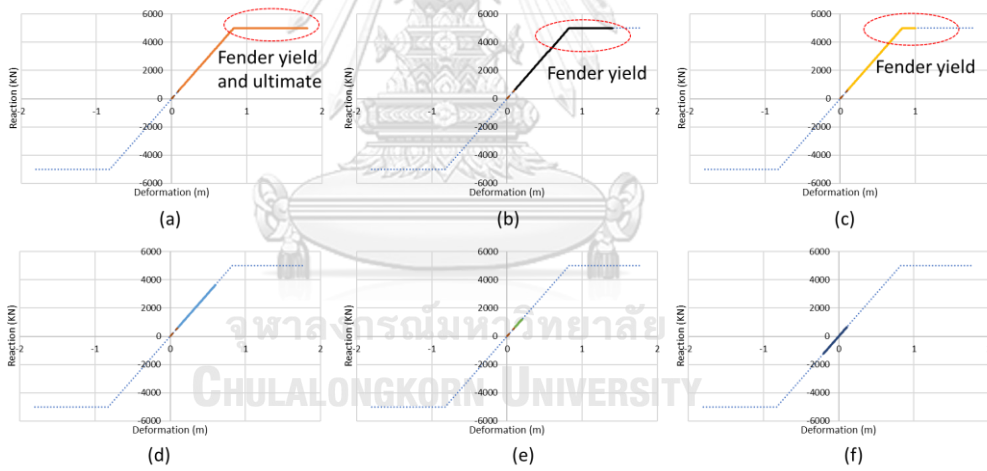 6000
4000
2000
0
-2000
-4000
-6000
-2 -1 0 1 2
Reaction (KN)
Deformation (m)
Fender yield
and ultimate
(a)
6000
4000
2000
0
-2000
-4000
-6000
-2 -1 0 1 2
Reaction (KN)
Deformation (m)
Fender yield
(b)
6000
4000
2000
0
-2000
-4000
-6000
-2 -1 0 1
Reaction (KN)
Deformation (m)
Fender yield
(c)
6000
4000
2000
0
-2000
-4000
-6000
-2 -1 0 1 2
Reaction (KN)
Deformation (m)
(d)
6000
4000
2000
0
-2000
-4000
-6000
-2 -1 0 1 2
Reaction (KN)
Deformation (m)
(e)
6000
4000
2000
0
-2000
-4000
-6000
-2 -1 0 1
Reaction (KN)
Deformation (m)
(f)
จุฬาลงกรณ์มหาวิทยาลัย
CHULALONGKORN UNIVERSITY